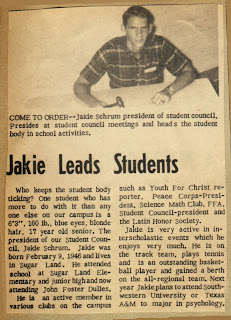 COME TO ORDER--Jakie Schrum president of student council,
Presides at student council meetings and heads the student
body in school activities.
Jakie Leads Students
Who keeps the student body
ticking? One student who has
more to do with it than any
one else on our campus is a
6'3"", 160 lb., blue eyes, blonde
hair, 17 year old senior. The
president of our Student Coun-
cil, Jakie Schrum. Jakie was
born February 9, 1946 and lives
in Sugar Land. He attended
school at Sugar Land Ele-
mentary and junior high and now
attending John Foster Dulles.
He is an active member in
various clubs on the campus
such as Youth For Christ re-
porter, Peace Corps-Presi-
dent, Science Math Club, FFA,
Student Council-president and
the Latin Honor Society.
Jakie is very active in in-
terscholastic events which he
enjoys very much. He is on
the track team, plays tennis
and is an outstanding basket-
ball player and gained a berth
on the all-regional team. Next
year Jakie plans to attend South-
western University or Texas
A&M to major in psychology.